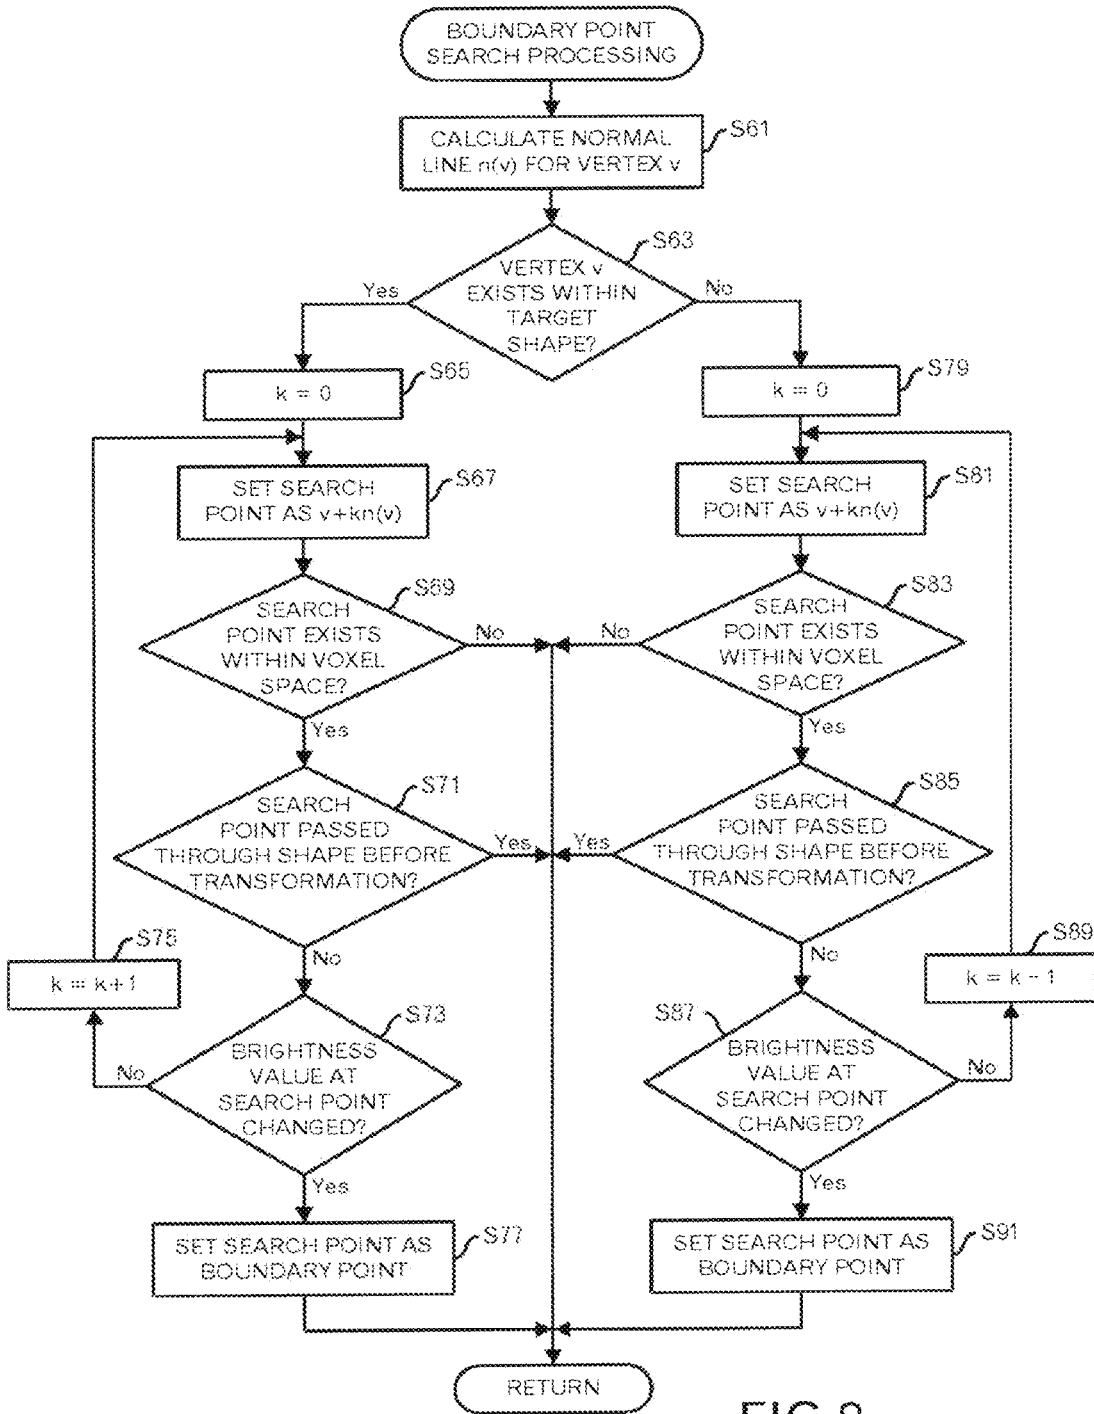 BOUNDARY POINT
SEARCH PROCESSING
CALCULATE NORMAL
LINE n(v) FOR VERTEX v
S61
VERTEX v
EXISTS WITHIN
TARGET
SHAPE?
S63
Yes
No
k = 0
S65
k = 0
S79
SET SEARCH
POINT AS v+kn(v)
S67
SET SEARCH
POINT AS v+kn(v)
S81
SEARCH
POINT EXISTS
WITHIN VOXEL
SPACE?
S69
No
Yes
SEARCH
POINT EXISTS
WITHIN VOXEL
SPACE?
S83
No
Yes
SEARCH
POINT PASSED
THROUGH SHAPE BEFORE
TRANSFORMATION?
S71
Yes
No
SEARCH
POINT PASSED
THROUGH SHAPE BEFORE
TRANSFORMATION?
S85
Yes
No
k = k+1
S75
k = k-1
S89
BRIGHTNESS
VALUE AT
SEARCH POINT
CHANGED?
S73
No
Yes
BRIGHTNESS
VALUE AT
SEARCH POINT
CHANGED?
S87
No
Yes
SET SEARCH POINT AS
BOUNDARY POINT
S77
SET SEARCH POINT AS
BOUNDARY POINT
S91
RETURN